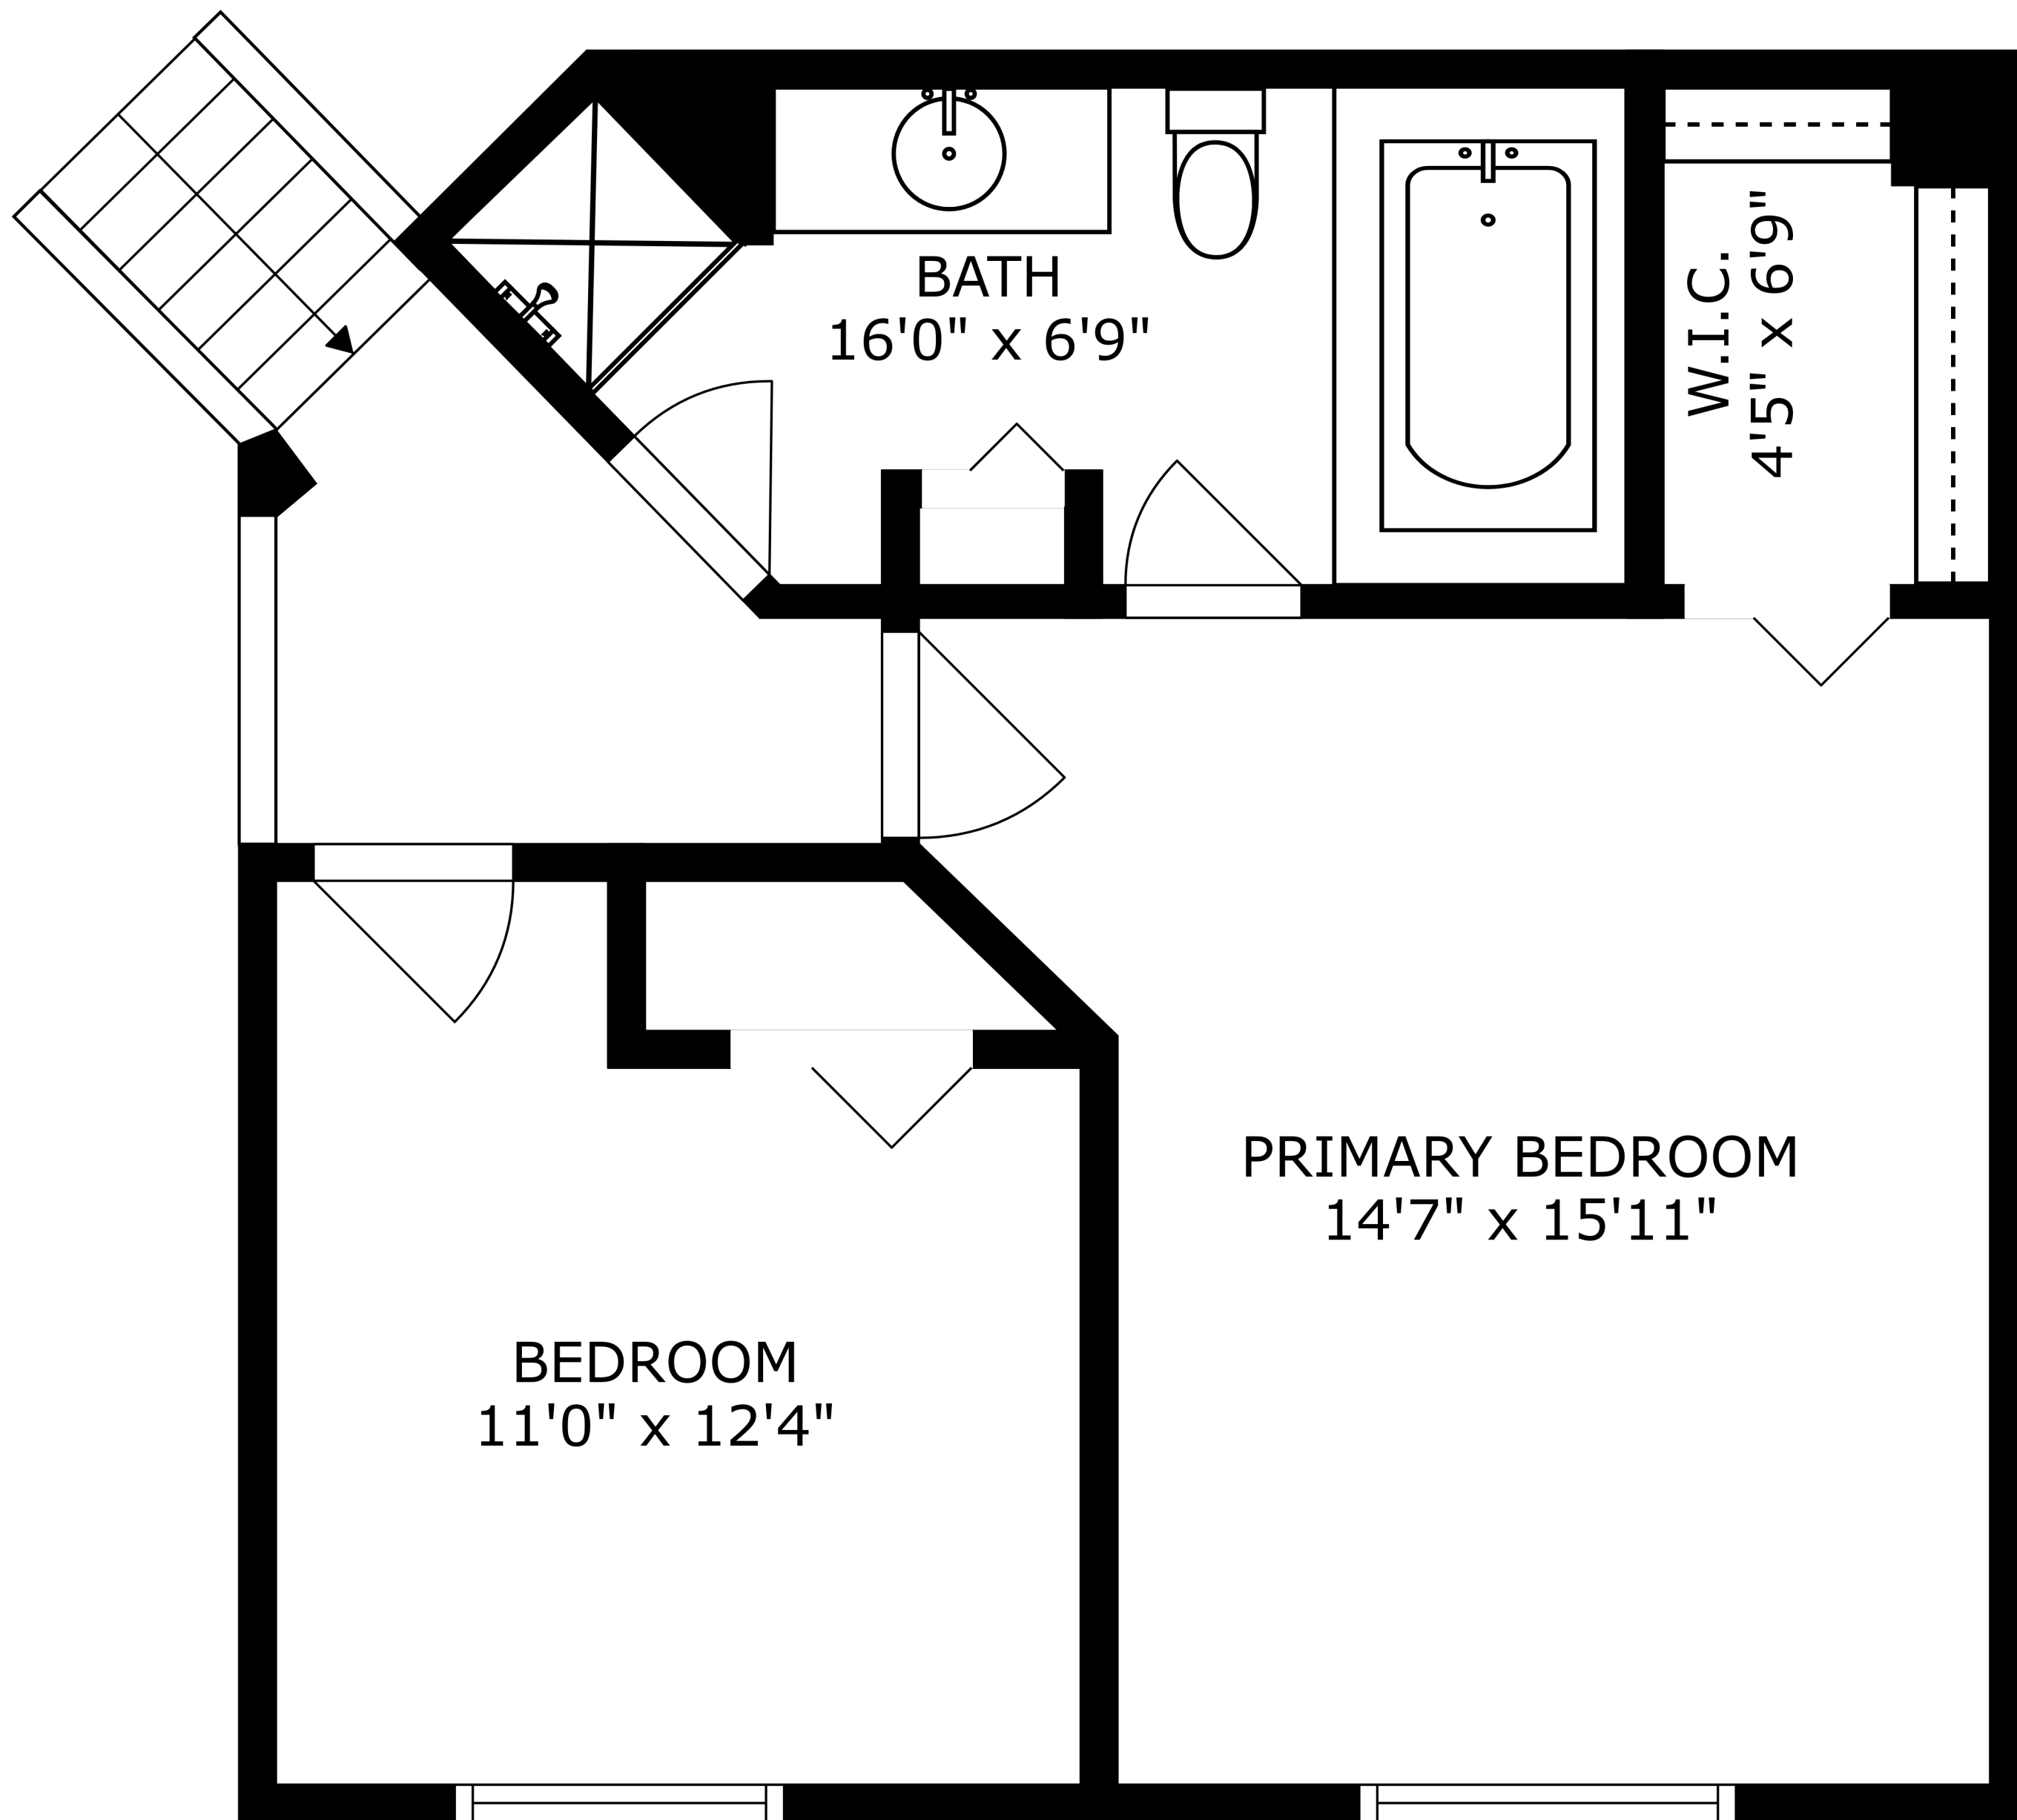 BATH
16'0" x 6'9"
W.I.C.
4'5" x 6'9"
PRIMARY BEDROOM
14'7" x 15'11"
BEDROOM
11'0" x 12'4"